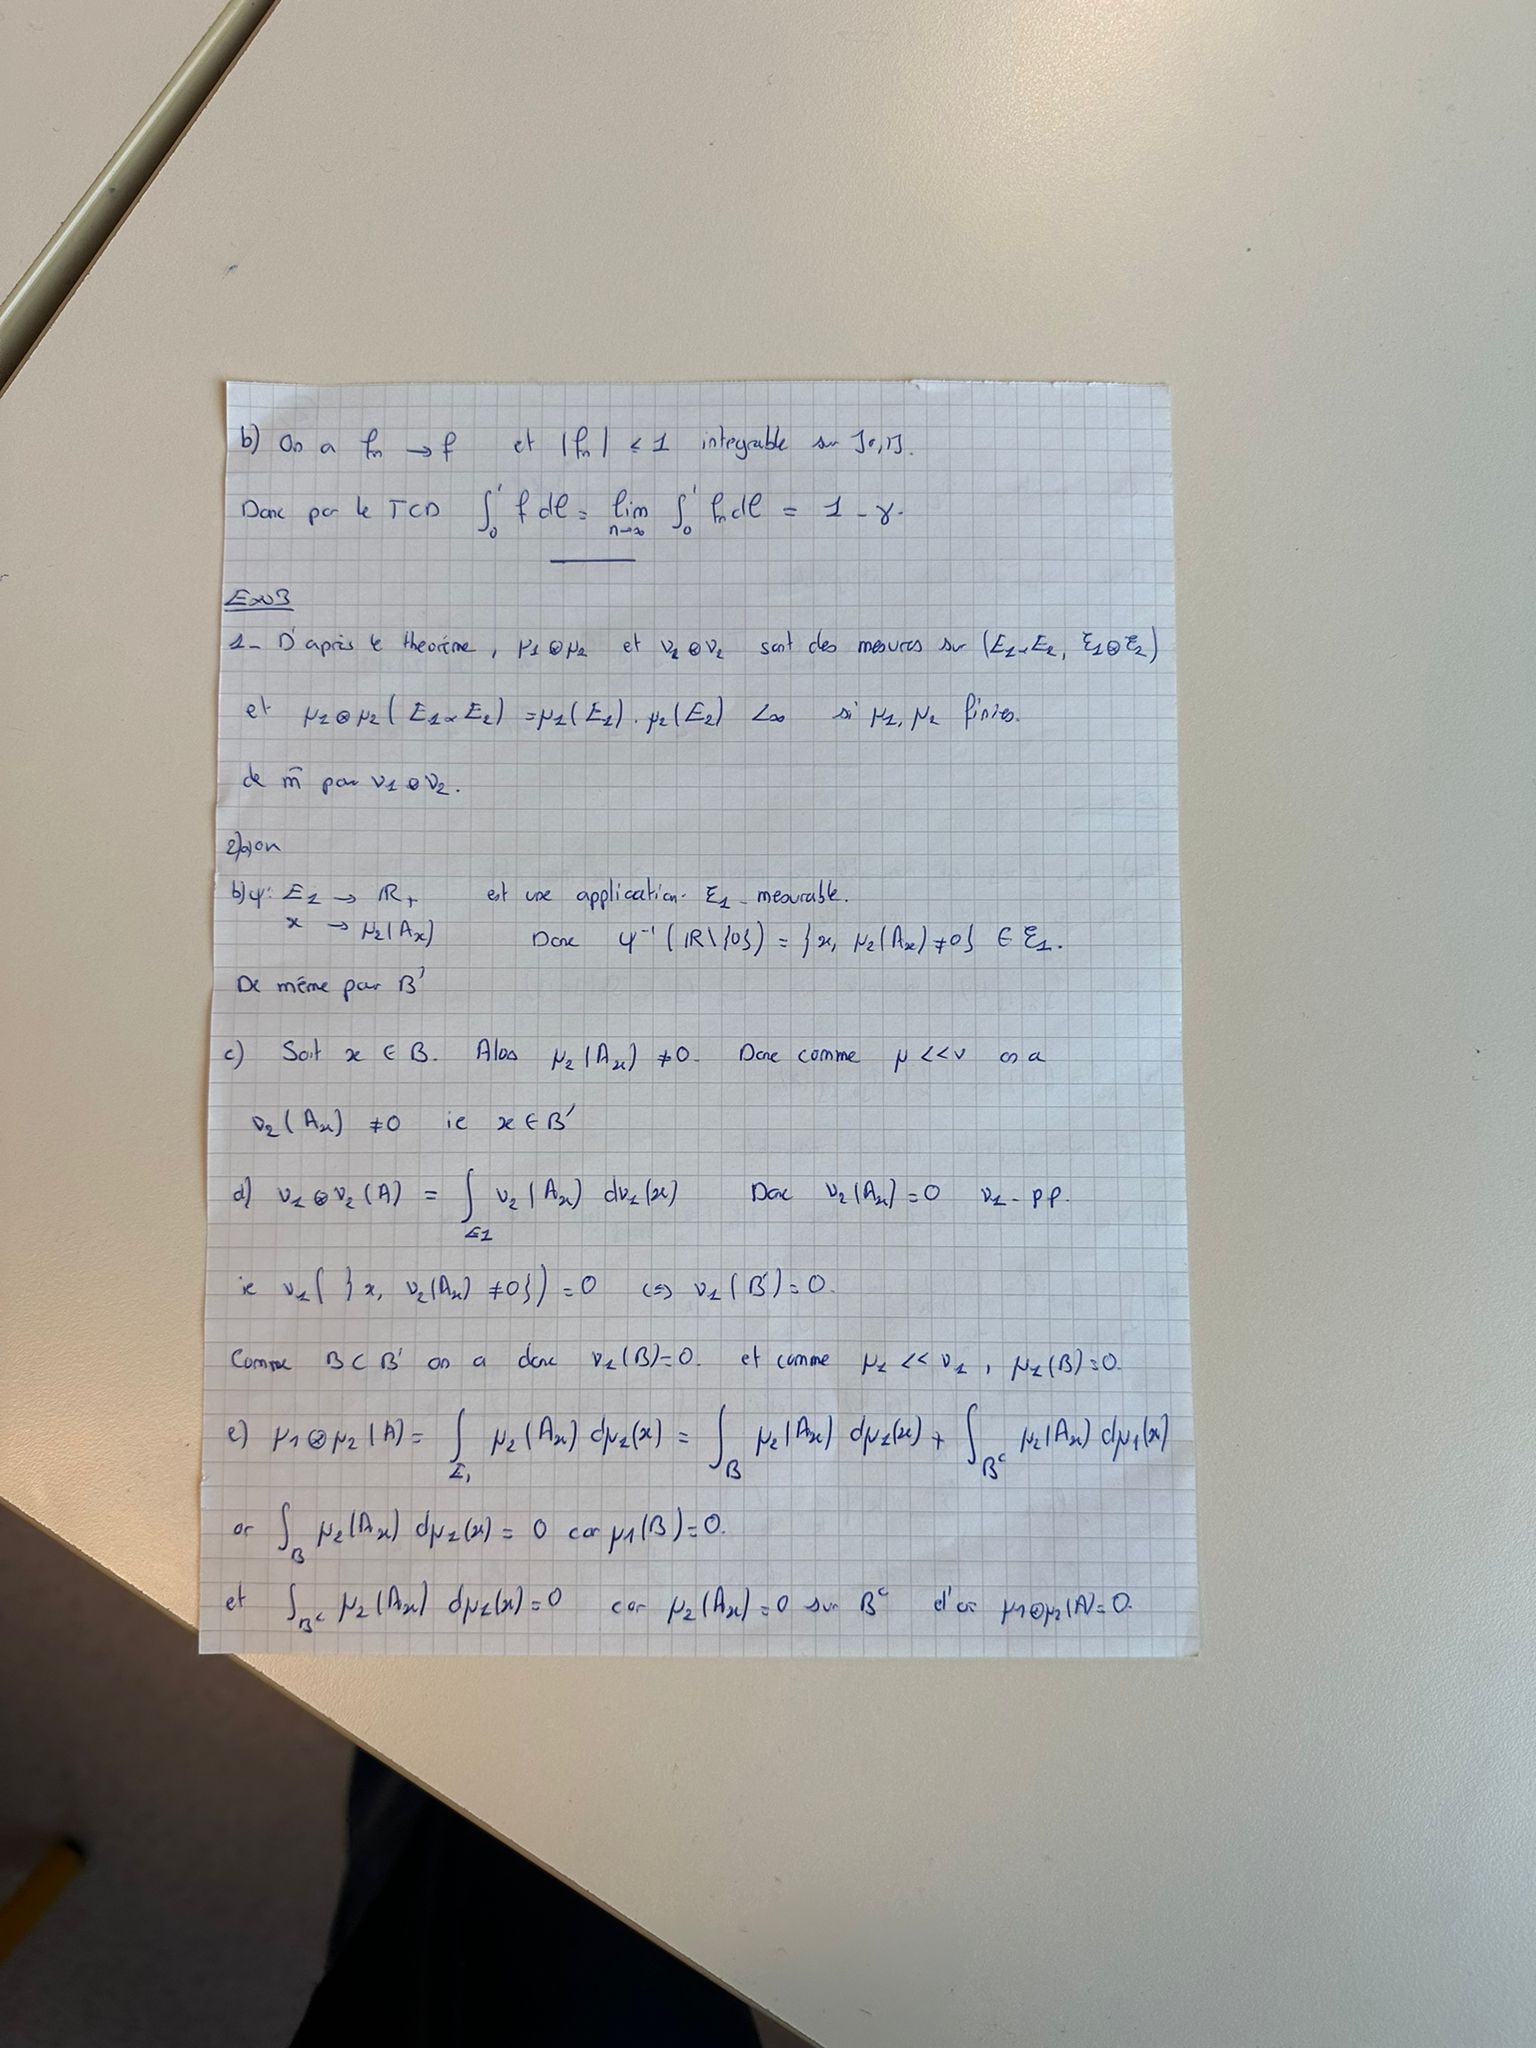 b) On a fn → f et |fn| ≤ 1 integrable sur ]0,1[.
Donc par le TCD ∫₀¹ f dℓ = lim n→∞ ∫₀¹ fn dℓ = 1 - γ.
Exo 3
1- D'après le théorème, μ1 ⊗ μ2 et ν1 ⊗ ν2 sont des mesures sur (E1×E2, ℰ1⊗ℰ2)
et μ1 ⊗ μ2 (E1 × E2) = μ1(E1) . μ2(E2) < ∞ si μ1, μ2 finies.
de m̂ par ν1 ⊗ ν2.
2)a) on
b) φ: E1 → ℝ+ est une application ℰ1 - mesurable.
x → μ2(Ax) Donc φ⁻¹(ℝ\{0}) = {x, μ2(Ax) ≠ 0} ∈ ℰ1.
De même par B'
c) Soit x ∈ B. Alos μ2(Ax) ≠ 0. Donc comme μ << ν on a
ν2(Ax) ≠ 0 ie x ∈ B'
d) ν1 ⊗ ν2 (A) = ∫E1 ν2(Ax) dν1(x) Donc ν2(Ax) = 0 ν1 - pp.
ie ν1({x, ν2(Ax) ≠ 0}) = 0 ⇔ ν1(B') = 0.
Comme B ⊂ B' on a donc ν1(B) = 0. et comme μ1 << ν1, μ1(B) = 0.
e) μ1 ⊗ μ2 (A) = ∫E1 μ2(Ax) dμ1(x) = ∫B μ2(Ax) dμ1(x) + ∫Bᶜ μ2(Ax) dμ1(x)
or ∫B μ2(Ax) dμ1(x) = 0 car μ1(B) = 0.
et ∫Bᶜ μ2(Ax) dμ1(x) = 0 car μ2(Ax) = 0 sur Bᶜ d'où μ1⊗μ2(A) = 0.